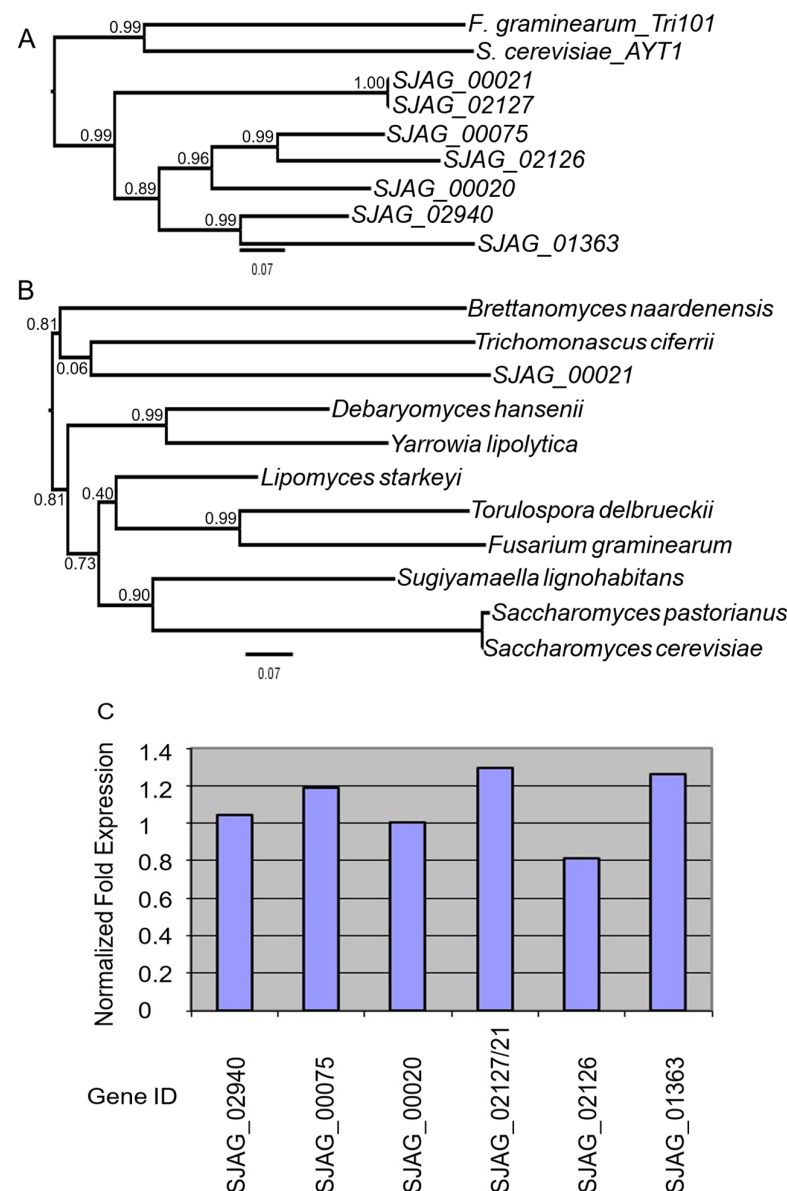 A
0.99
F. graminearum_Tri101
S. cerevisiae_AYT1
1.00
SJAG_00021
SJAG_02127
0.99
0.99
SJAG_00075
0.96
SJAG_02126
0.89
SJAG_00020
0.99
SJAG_02940
SJAG_01363
0.07
B
Brettanomyces naardenensis
0.81
Trichomonascus ciferrii
0.06
SJAG_00021
0.99
Debaryomyces hansenii
Yarrowia lipolytica
0.81
0.40
Lipomyces starkeyi
0.99
Torulospora delbrueckii
Fusarium graminearum
0.73
0.90
Sugiyamaella lignohabitans
Saccharomyces pastorianus
Saccharomyces cerevisiae
0.07
C
Normalized Fold Expression
1.4
1.2
1
0.8
0.6
0.4
0.2
0
Gene ID
SJAG_02940
SJAG_00075
SJAG_00020
SJAG_02127/21
SJAG_02126
SJAG_01363